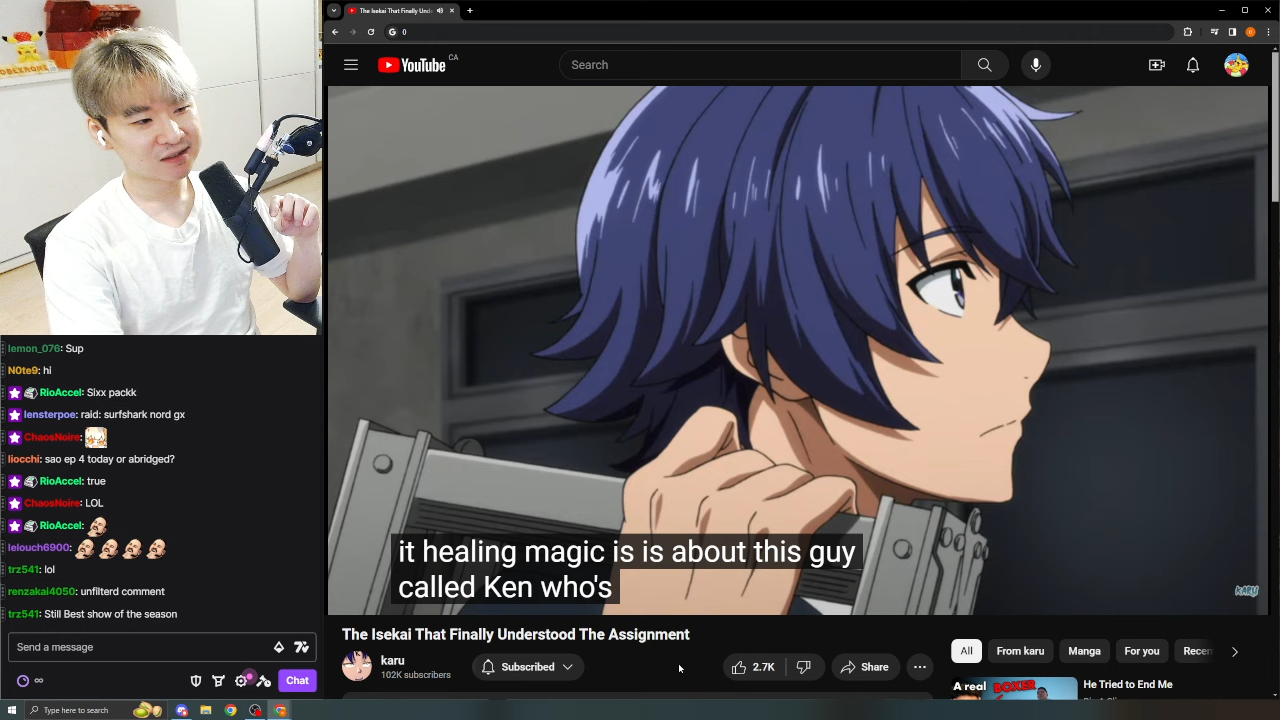 The Isekai That Finally Und
0
YouTube CA
Search
lemon_076: Sup
N0te9: hi
RioAccel: Sixx packk
lensterpoe: raid: surfshark nord gx
ChaosNoire:
liocchi: sao ep 4 today or abridged?
RioAccel: true
ChaosNoire: LOL
RioAccel:
lelouch6900:
trz541: lol
renzakai4050: unfilterd comment
trz541: Still Best show of the season
Send a message
Chat
it healing magic is is about this guy
called Ken who's
KARU
The Isekai That Finally Understood The Assignment
karu
102K subscribers
Subscribed
2.7K
Share
All
From karu
Manga
For you
Recen
A real BOXER
He Tried to End Me
Type here to search